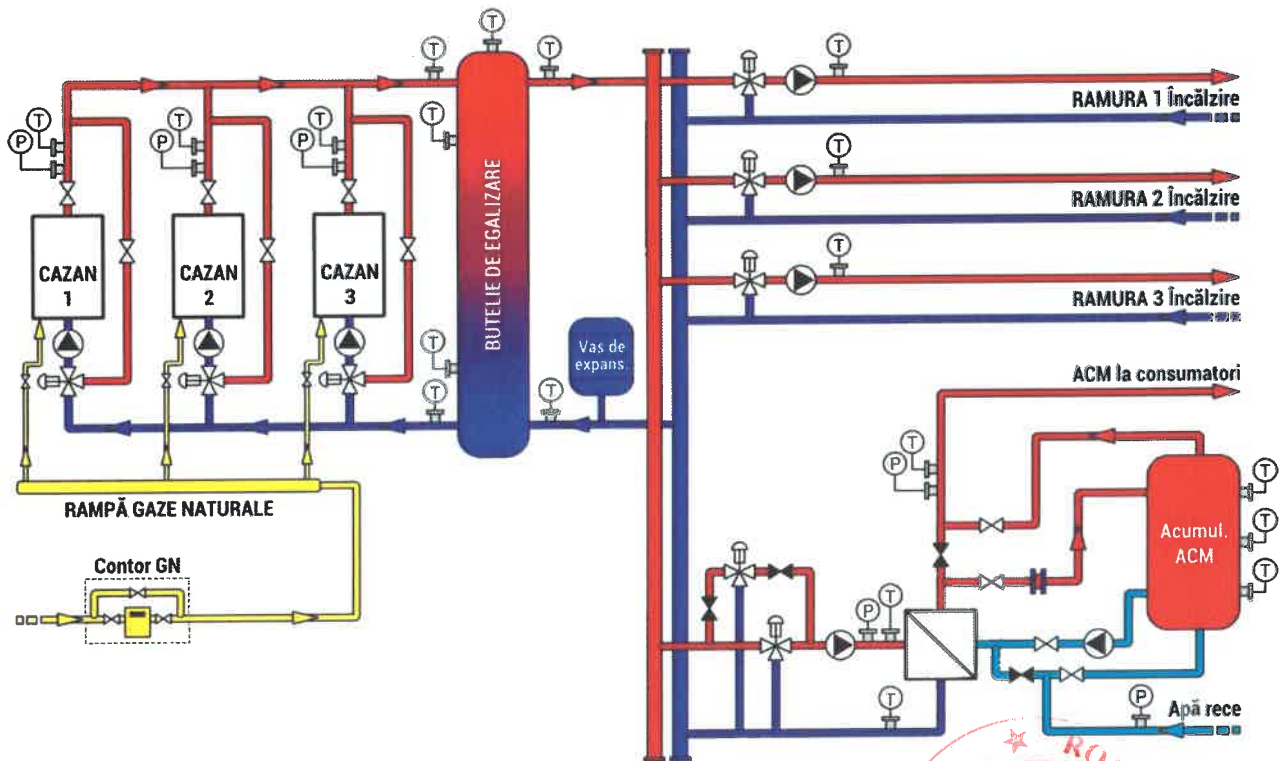 T
T
T
T
RAMURA 1 Încălzire
P
T
P
T
P
T
T
T
RAMURA 2 Încălzire
BUTELIE DE EGALIZARE
CAZAN
1
CAZAN
2
CAZAN
3
T
RAMURA 3 Încălzire
Vas de
expans.
T
T
T
ACM la consumatori
T
P
T
RAMPĂ GAZE NATURALE
Acumul.
ACM
T
T
Contor GN
P
T
T
P
Apă rece